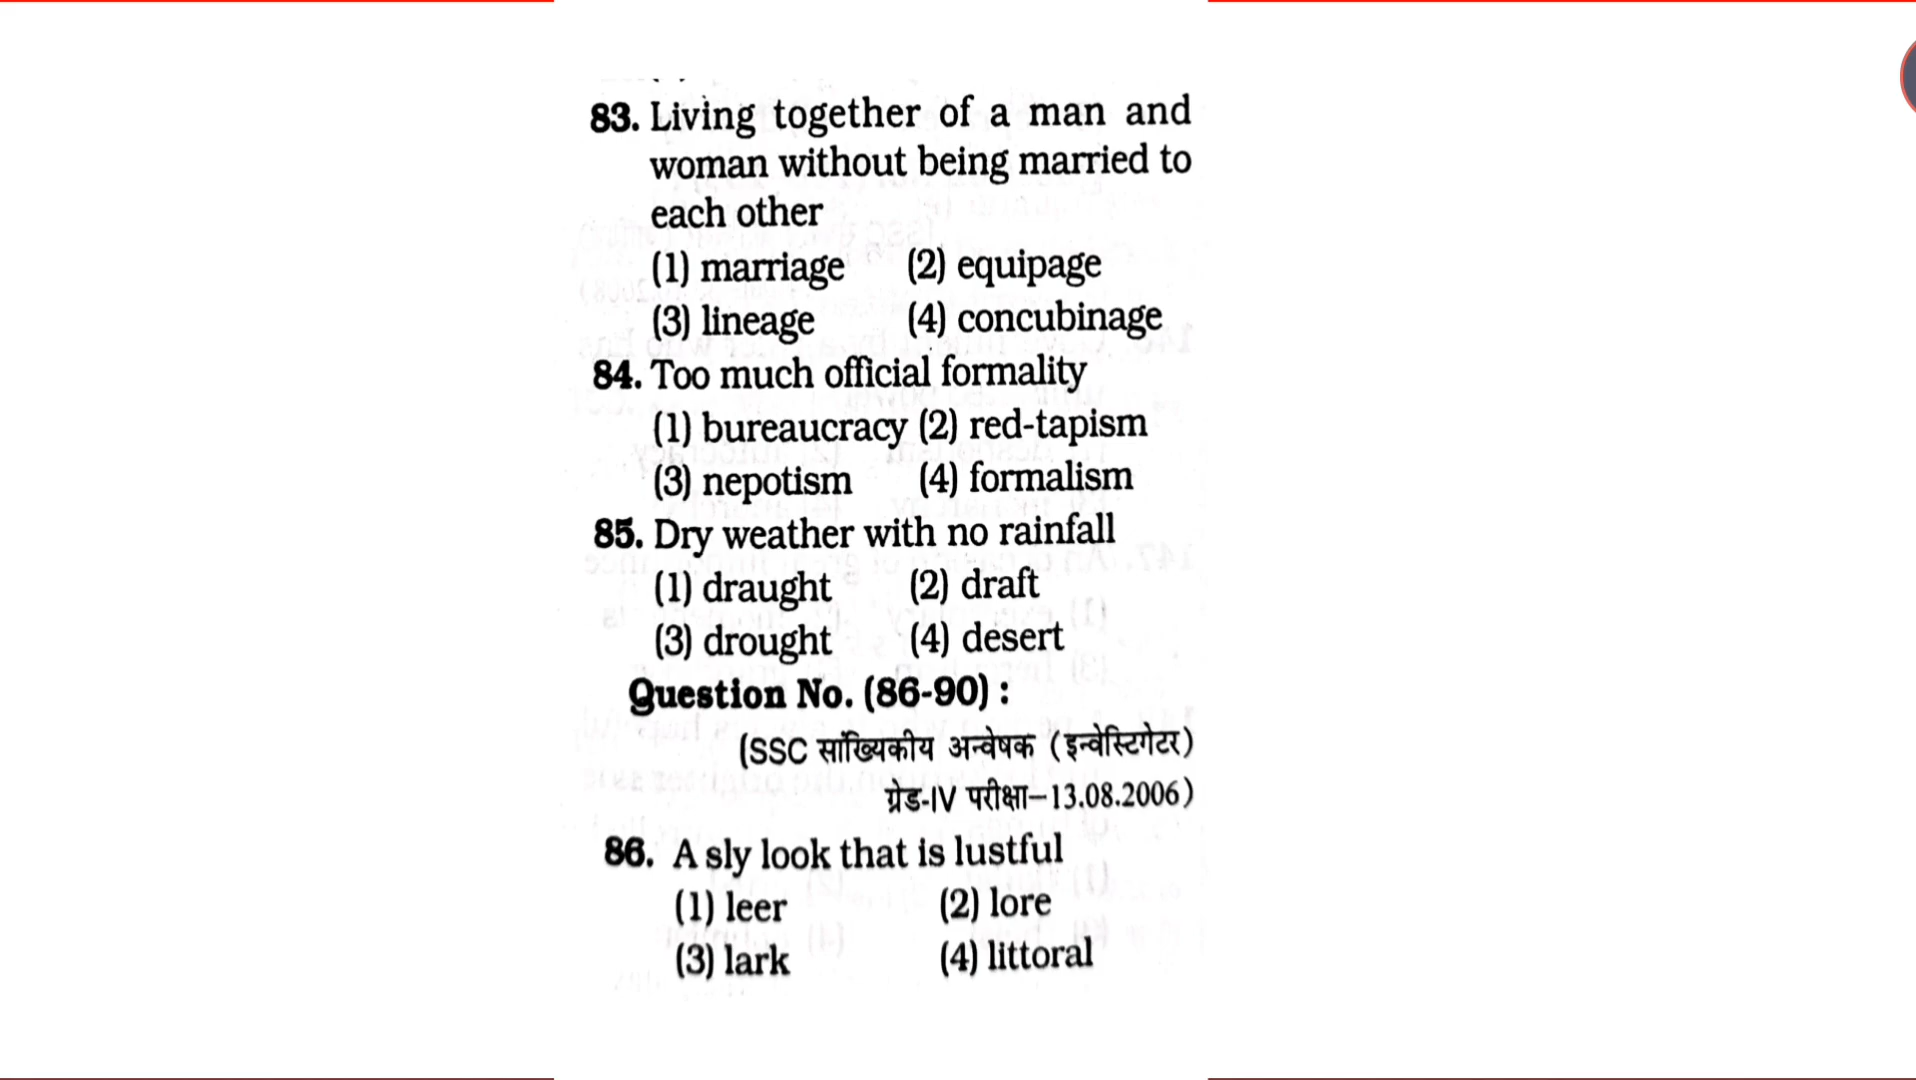 83. Living together of a man and
woman without being married to
each other
(1) marriage (2) equipage
(3) lineage (4) concubinage
84. Too much official formality
(1) bureaucracy (2) red-tapism
(3) nepotism (4) formalism
85. Dry weather with no rainfall
(1) draught (2) draft
(3) drought (4) desert
Question No. (86-90) :
(SSC सांख्यिकीय अन्वेषक (इन्वेस्टिगेटर)
ग्रेड-IV परीक्षा–13.08.2006)
86. A sly look that is lustful
(1) leer (2) lore
(3) lark (4) littoral